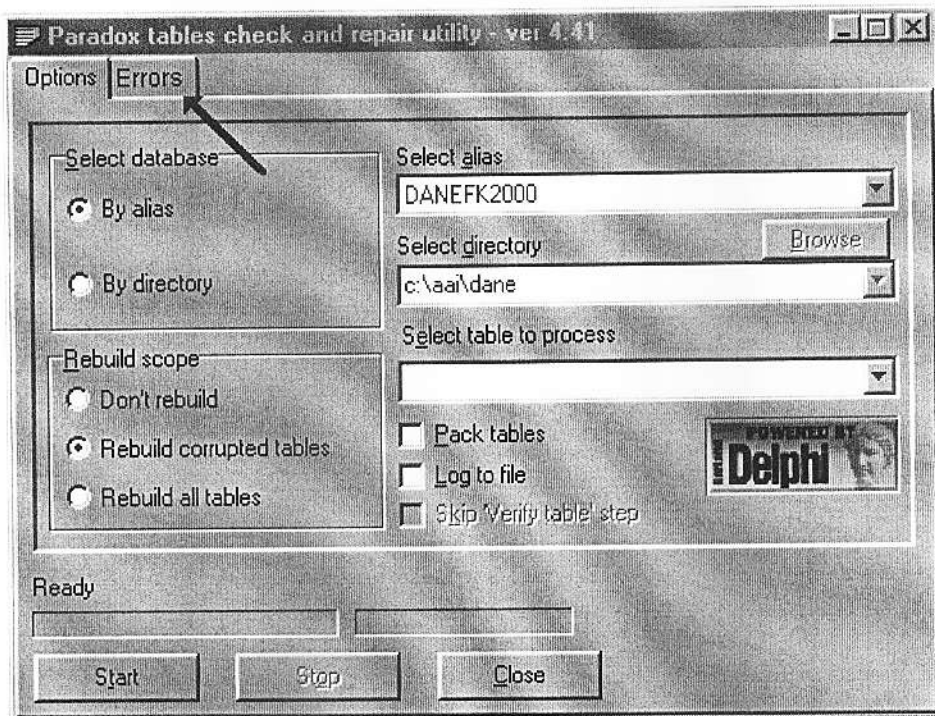 Paradox tables check and repair utility - ver 4.41
Options Errors
Select database
By alias
By directory
Select alias
DANEFK2000
Select directory
Browse
c:\aai\dane
Select table to process
Rebuild scope
Don't rebuild
Rebuild corrupted tables
Rebuild all tables
Pack tables
Log to file
Skip 'Verify table' step
POWERED BY
Delphi
Ready
Start Stop Close